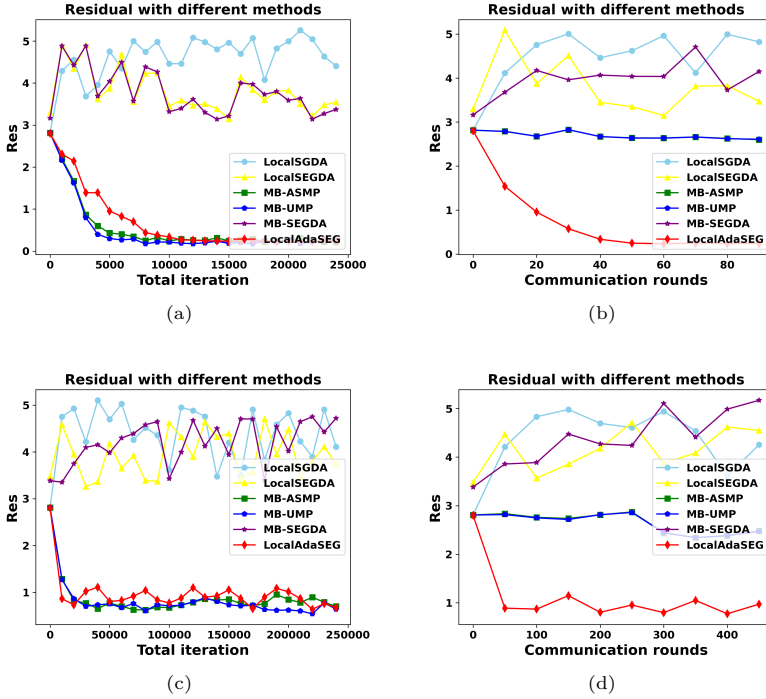 Residual with different methods
Res
5
4
3
2
1
0
LocalSGDA
LocalSEGDA
MB-ASMP
MB-UMP
MB-SEGDA
LocalAdaSEG
0 5000 10000 15000 20000 25000
Total iteration
(a)
Residual with different methods
Res
5
4
3
2
1
0
LocalSGDA
LocalSEGDA
MB-ASMP
MB-UMP
MB-SEGDA
LocalAdaSEG
0 20 40 60 80
Communication rounds
(b)
Residual with different methods
Res
5
4
3
2
1
LocalSGDA
LocalSEGDA
MB-ASMP
MB-UMP
MB-SEGDA
LocalAdaSEG
0 50000 100000 150000 200000 250000
Total iteration
(c)
Residual with different methods
Res
5
4
3
2
1
LocalSGDA
LocalSEGDA
MB-ASMP
MB-UMP
MB-SEGDA
LocalAdaSEG
0 100 200 300 400
Communication rounds
(d)